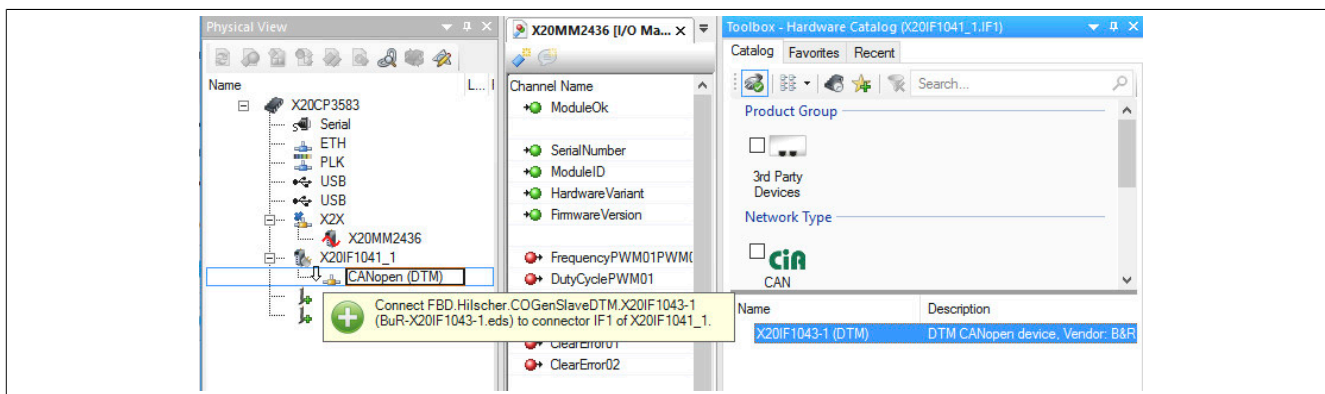 Physical View
Name
L...
X20CP3583
Serial
ETH
PLK
USB
USB
X2X
X20MM2436
X20IF1041_1
CANopen (DTM)
X20MM2436 [I/O Ma...
Channel Name
ModuleOk
SerialNumber
ModuleID
HardwareVariant
FirmwareVersion
FrequencyPWM01PWM0
DutyCyclePWM01
Connect FBD.Hilscher.COGenSlaveDTM.X20IF1043-1
(BuR-X20IF1043-1.eds) to connector IF1 of X20IF1041_1.
ClearError01
ClearError02
Toolbox - Hardware Catalog (X20IF1041_1.IF1)
Catalog Favorites Recent
Search...
Product Group
3rd Party
Devices
Network Type
CiA
CAN
Name Description
X20IF1043-1 (DTM) DTM CANopen device, Vendor: B&R